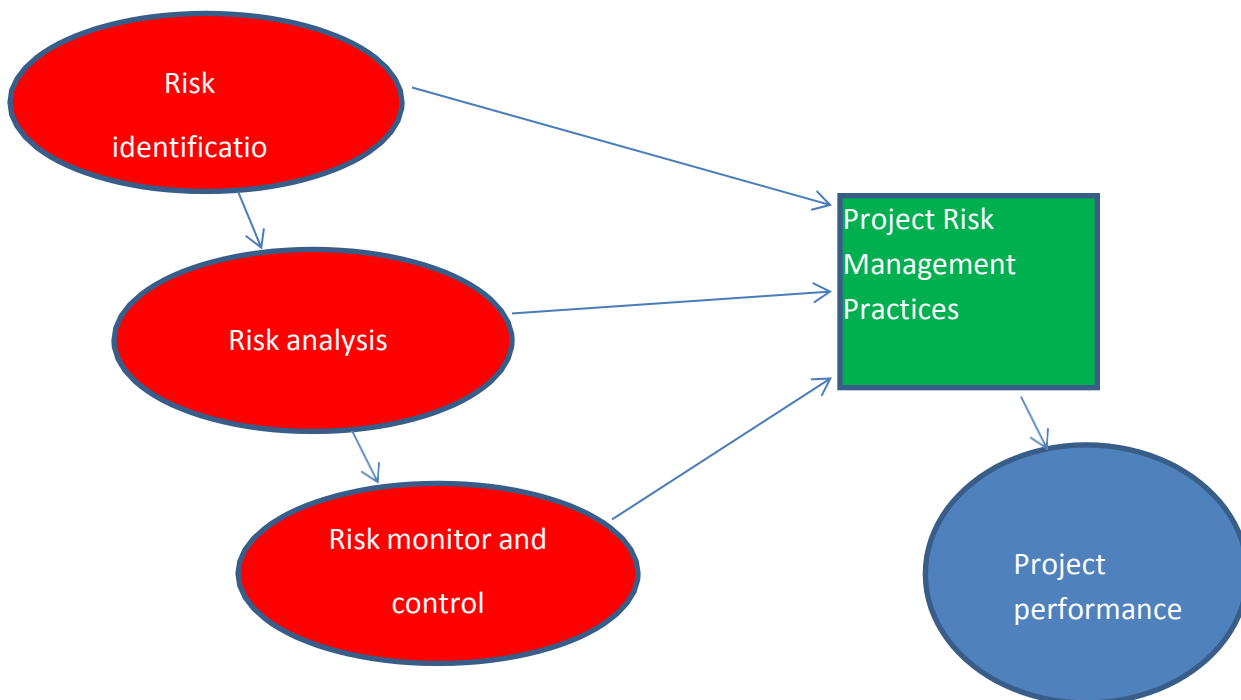 Risk
identificatio
Project Risk
Management
Practices
Risk analysis
Risk monitor and
control
Project
performance